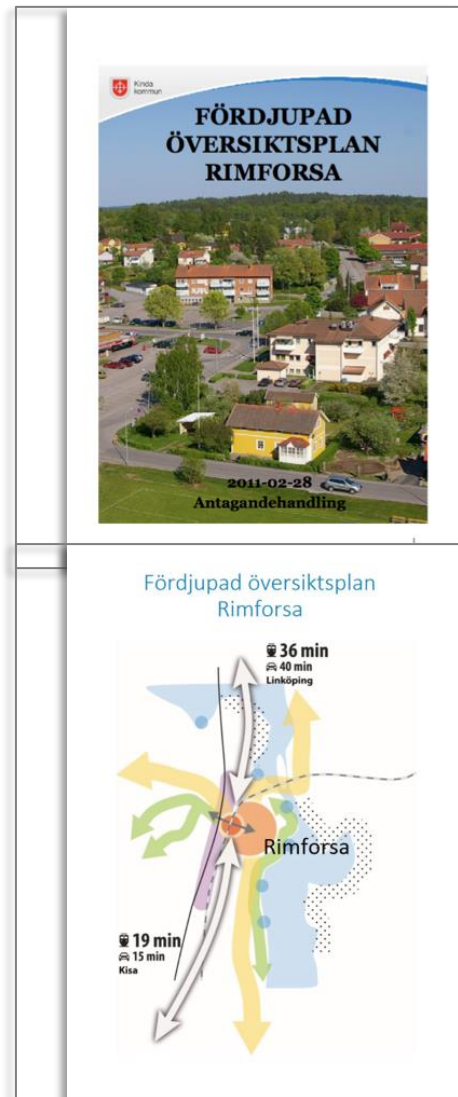 Kinda
kommun
FÖRDJUPAD
ÖVERSIKTSPLAN
RIMFORSA
2011-02-28
Antagandehandling
Fördjupad översiktsplan
Rimforsa
36 min
40 min
Linköping
Rimforsa
19 min
15 min
Kisa